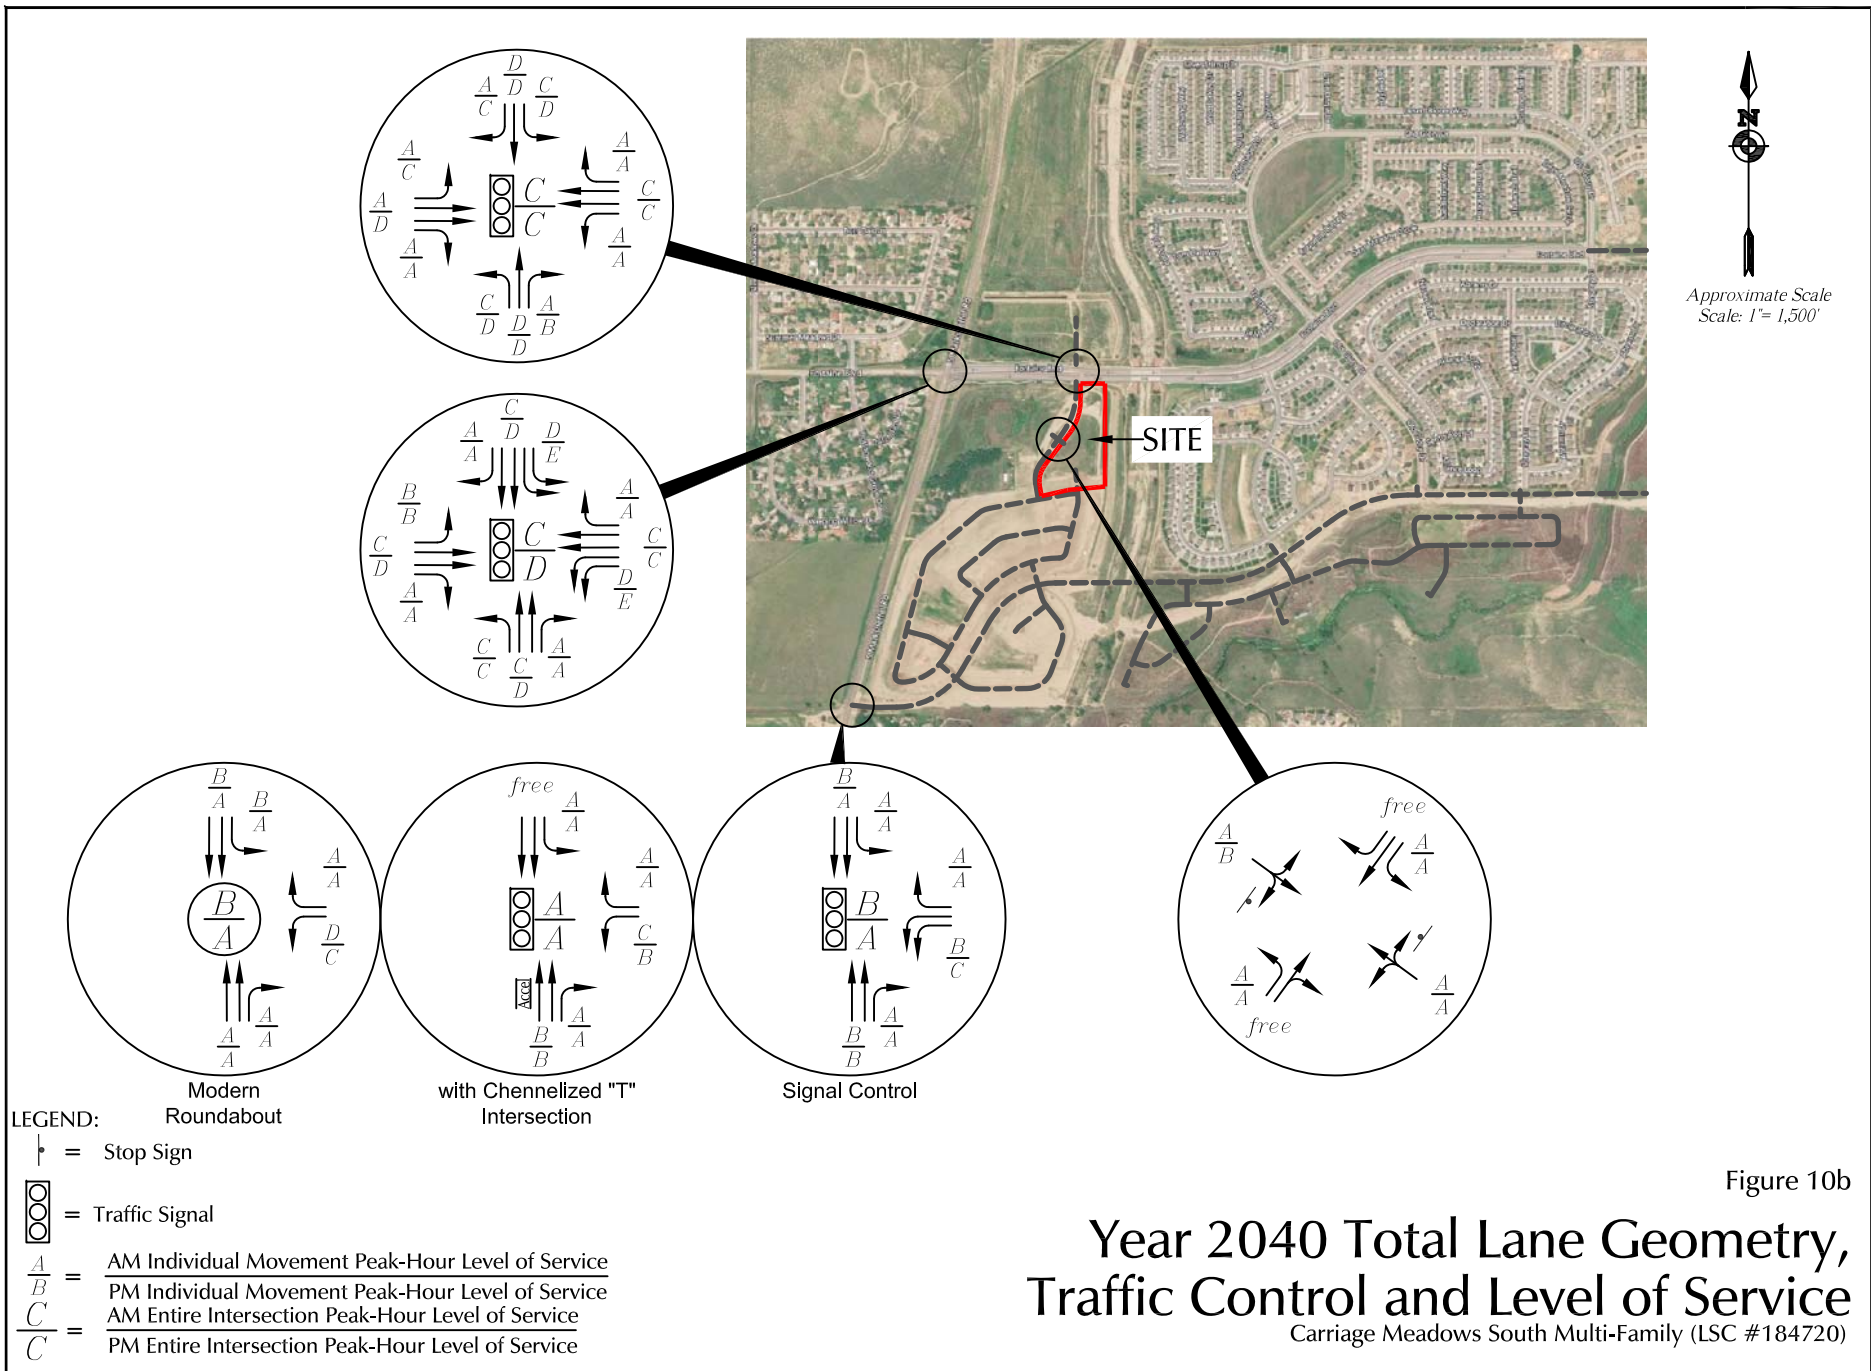 D
D
A
C
C
D
A
C
A
A
A
D
C
C
C
C
A
A
A
A
C
D
D
D
A
B
N
Approximate Scale
Scale: 1"= 1,500'
SITE
C
D
A
A
D
E
B
B
A
A
C
D
C
D
C
C
A
A
D
E
C
C
C
D
A
A
B
A
B
A
A
A
B
A
D
C
A
A
A
A
Modern
Roundabout
free
A
A
A
A
A
A
C
B
Accel
B
B
A
A
with Chennelized "T"
Intersection
B
A
A
A
A
A
B
A
B
C
B
B
A
A
Signal Control
free
A
B
A
A
A
A
free
A
A
LEGEND:
= Stop Sign
= Traffic Signal
A
B
=
AM Individual Movement Peak-Hour Level of Service
PM Individual Movement Peak-Hour Level of Service
C
C
=
AM Entire Intersection Peak-Hour Level of Service
PM Entire Intersection Peak-Hour Level of Service
Figure 10b
Year 2040 Total Lane Geometry,
Traffic Control and Level of Service
Carriage Meadows South Multi-Family (LSC #184720)